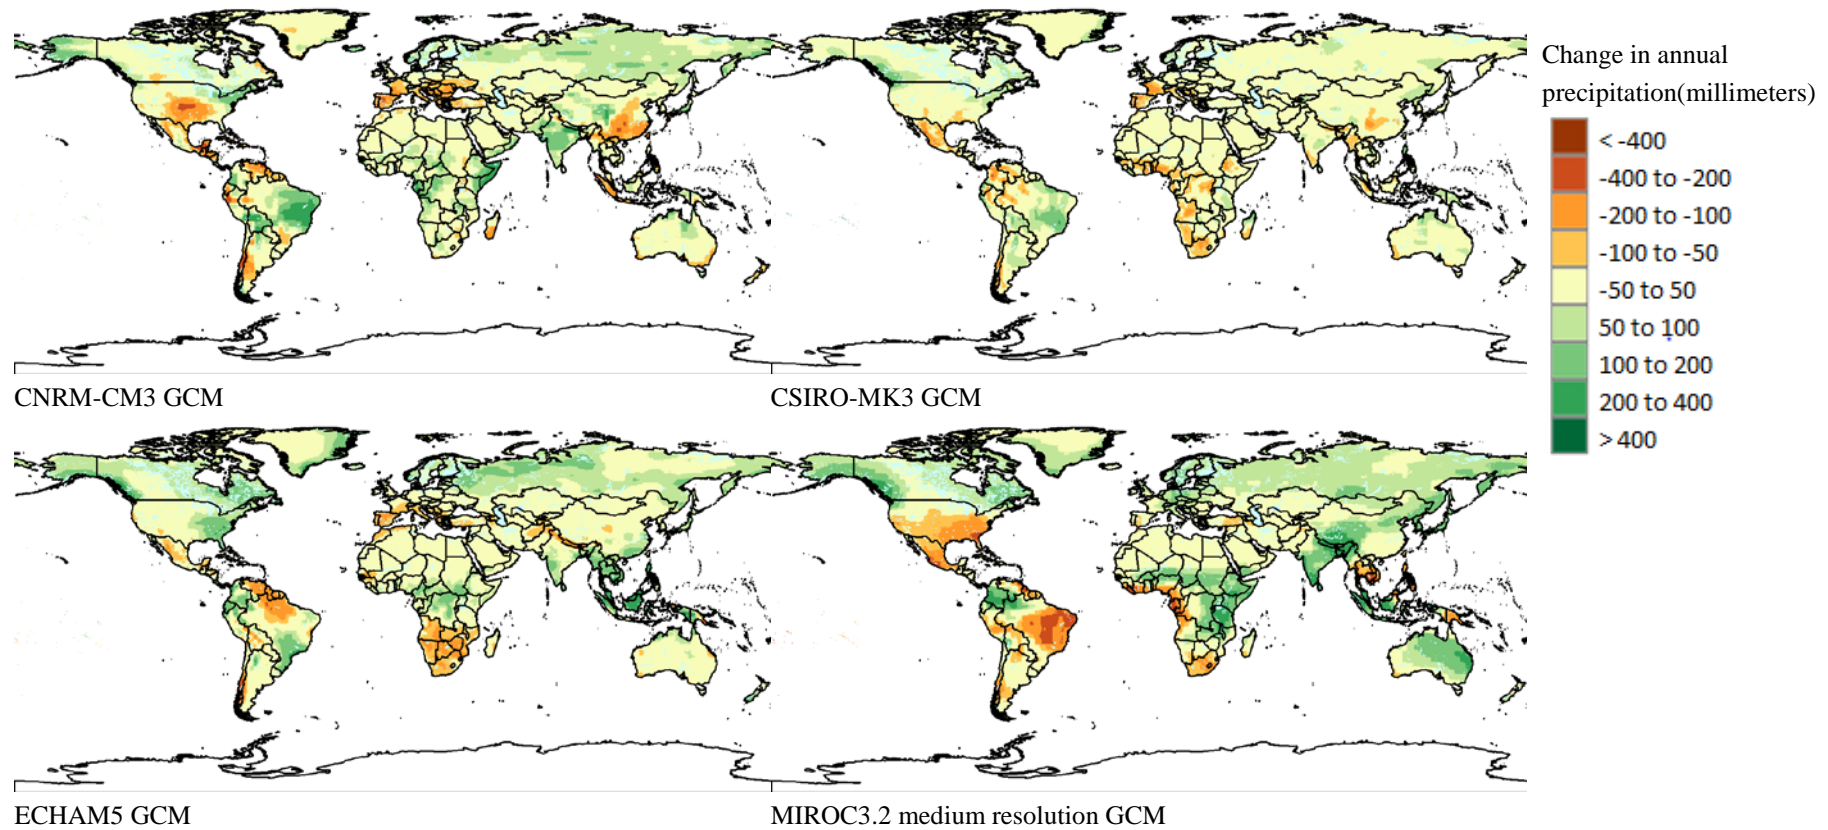 Change in annual
precipitation(millimeters)
< -400
-400 to -200
-200 to -100
-100 to -50
-50 to 50
50 to 100
100 to 200
200 to 400
> 400
CNRM-CM3 GCM
CSIRO-MK3 GCM
ECHAM5 GCM
MIROC3.2 medium resolution GCM